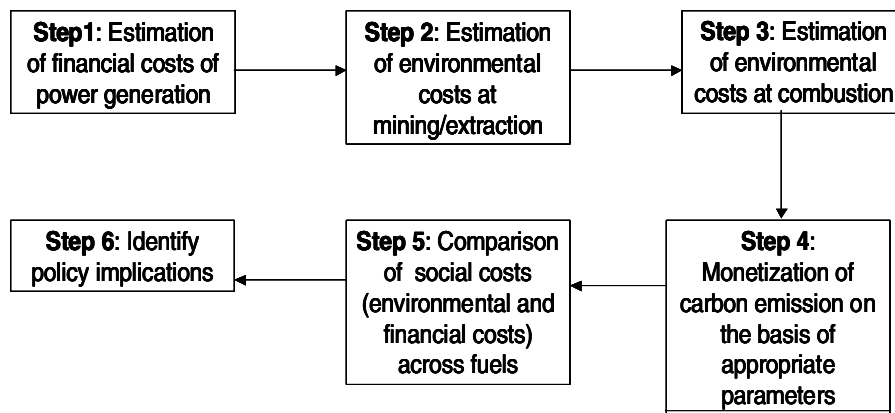 Step1: Estimation
of financial costs of
power generation
Step 2: Estimation
of environmental
costs at
mining/extraction
Step 3: Estimation
of environmental
costs at combustion
Step 4:
Monetization of
carbon emission on
the basis of
appropriate
parameters
Step 5: Comparison
of social costs
(environmental and
financial costs)
across fuels
Step 6: Identify
policy implications